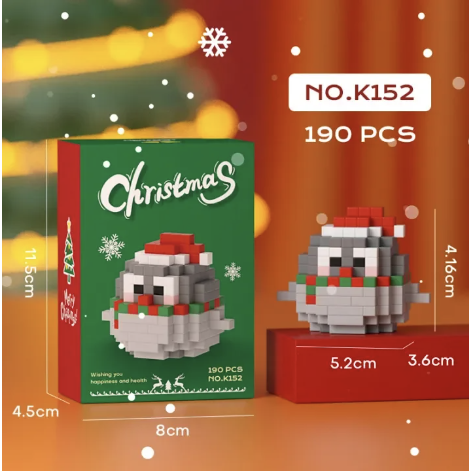 NO.K152
190 PCS
Christmas
11.5cm
Merry
Wishing you
happiness and health
190 PCS
NO.K152
4.5cm
8cm
4.16cm
5.2cm
3.6cm